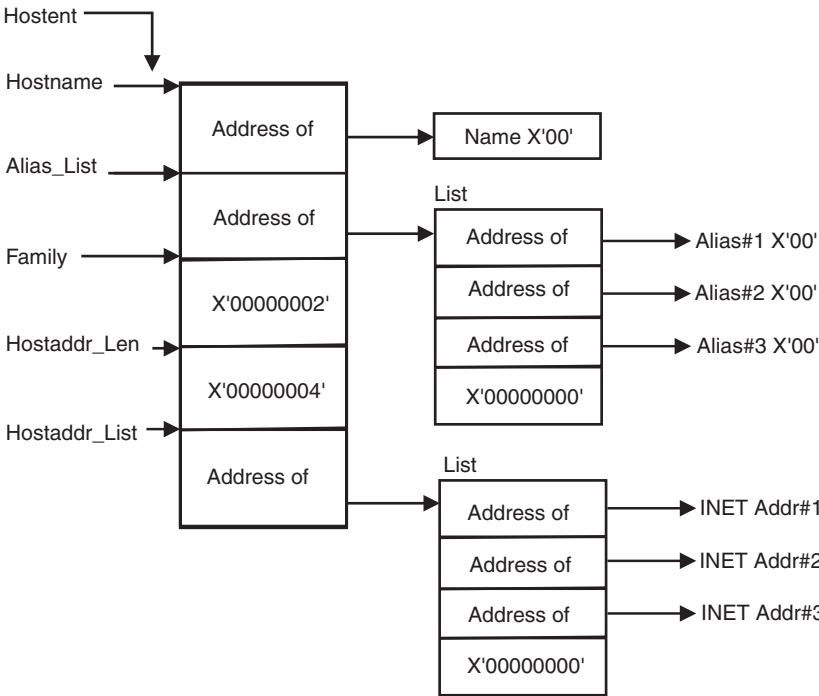 Hostent
Hostname
Address of
Name X'00'
Alias_List
List
Address of
Address of
Alias#1 X'00'
Family
Address of
Alias#2 X'00'
X'00000002'
Hostaddr_Len
Address of
Alias#3 X'00'
X'00000004'
X'00000000'
Hostaddr_List
List
Address of
Address of
INET Addr#1
Address of
INET Addr#2
Address of
INET Addr#3
X'00000000'